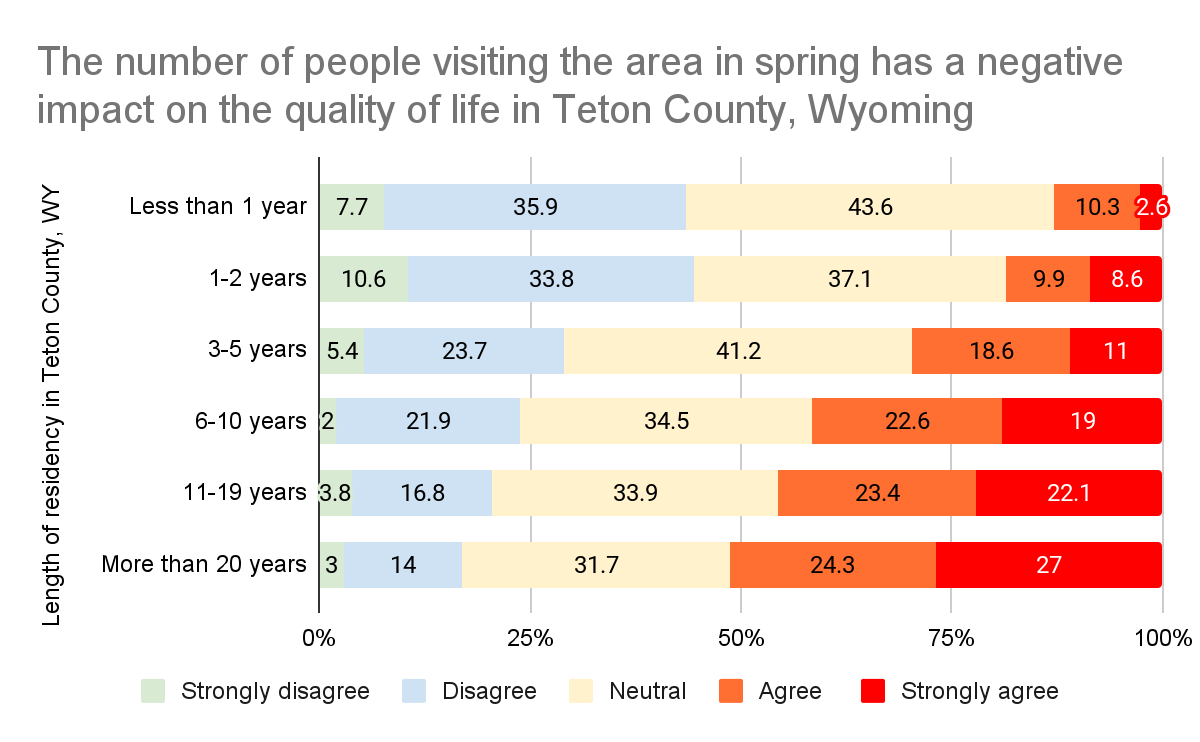 The number of people visiting the area in spring has a negative
impact on the quality of life in Teton County, Wyoming
Length of residency in Teton County, WY
Less than 1 year 7.7 35.9 43.6 10.3 2.6
1-2 years 10.6 33.8 37.1 9.9 8.6
3-5 years 5.4 23.7 41.2 18.6 11
6-10 years 2 21.9 34.5 22.6 19
11-19 years 3.8 16.8 33.9 23.4 22.1
More than 20 years 3 14 31.7 24.3 27
0% 25% 50% 75% 100%
Strongly disagree Disagree Neutral Agree Strongly agree